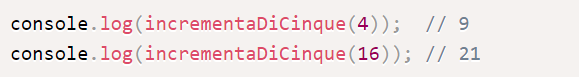 console.log(incrementaDiCinque(4));  // 9
console.log(incrementaDiCinque(16)); // 21